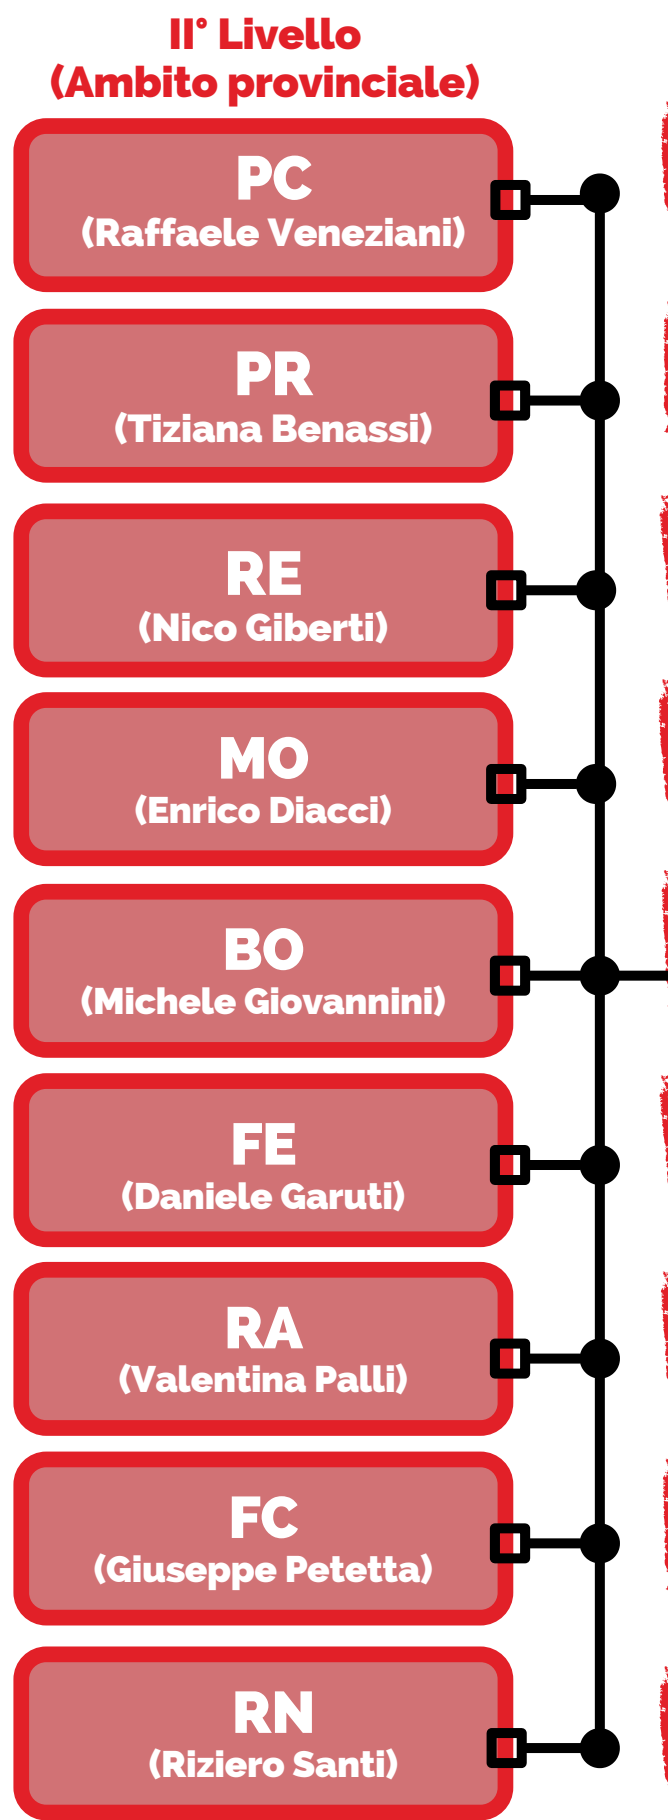 II° Livello
(Ambito provinciale)
PC
(Raffaele Veneziani)
PR
(Tiziana Benassi)
RE
(Nico Giberti)
MO
(Enrico Diacci)
BO
(Michele Giovannini)
FE
(Daniele Garuti)
RA
(Valentina Palli)
FC
(Giuseppe Petetta)
RN
(Riziero Santi)